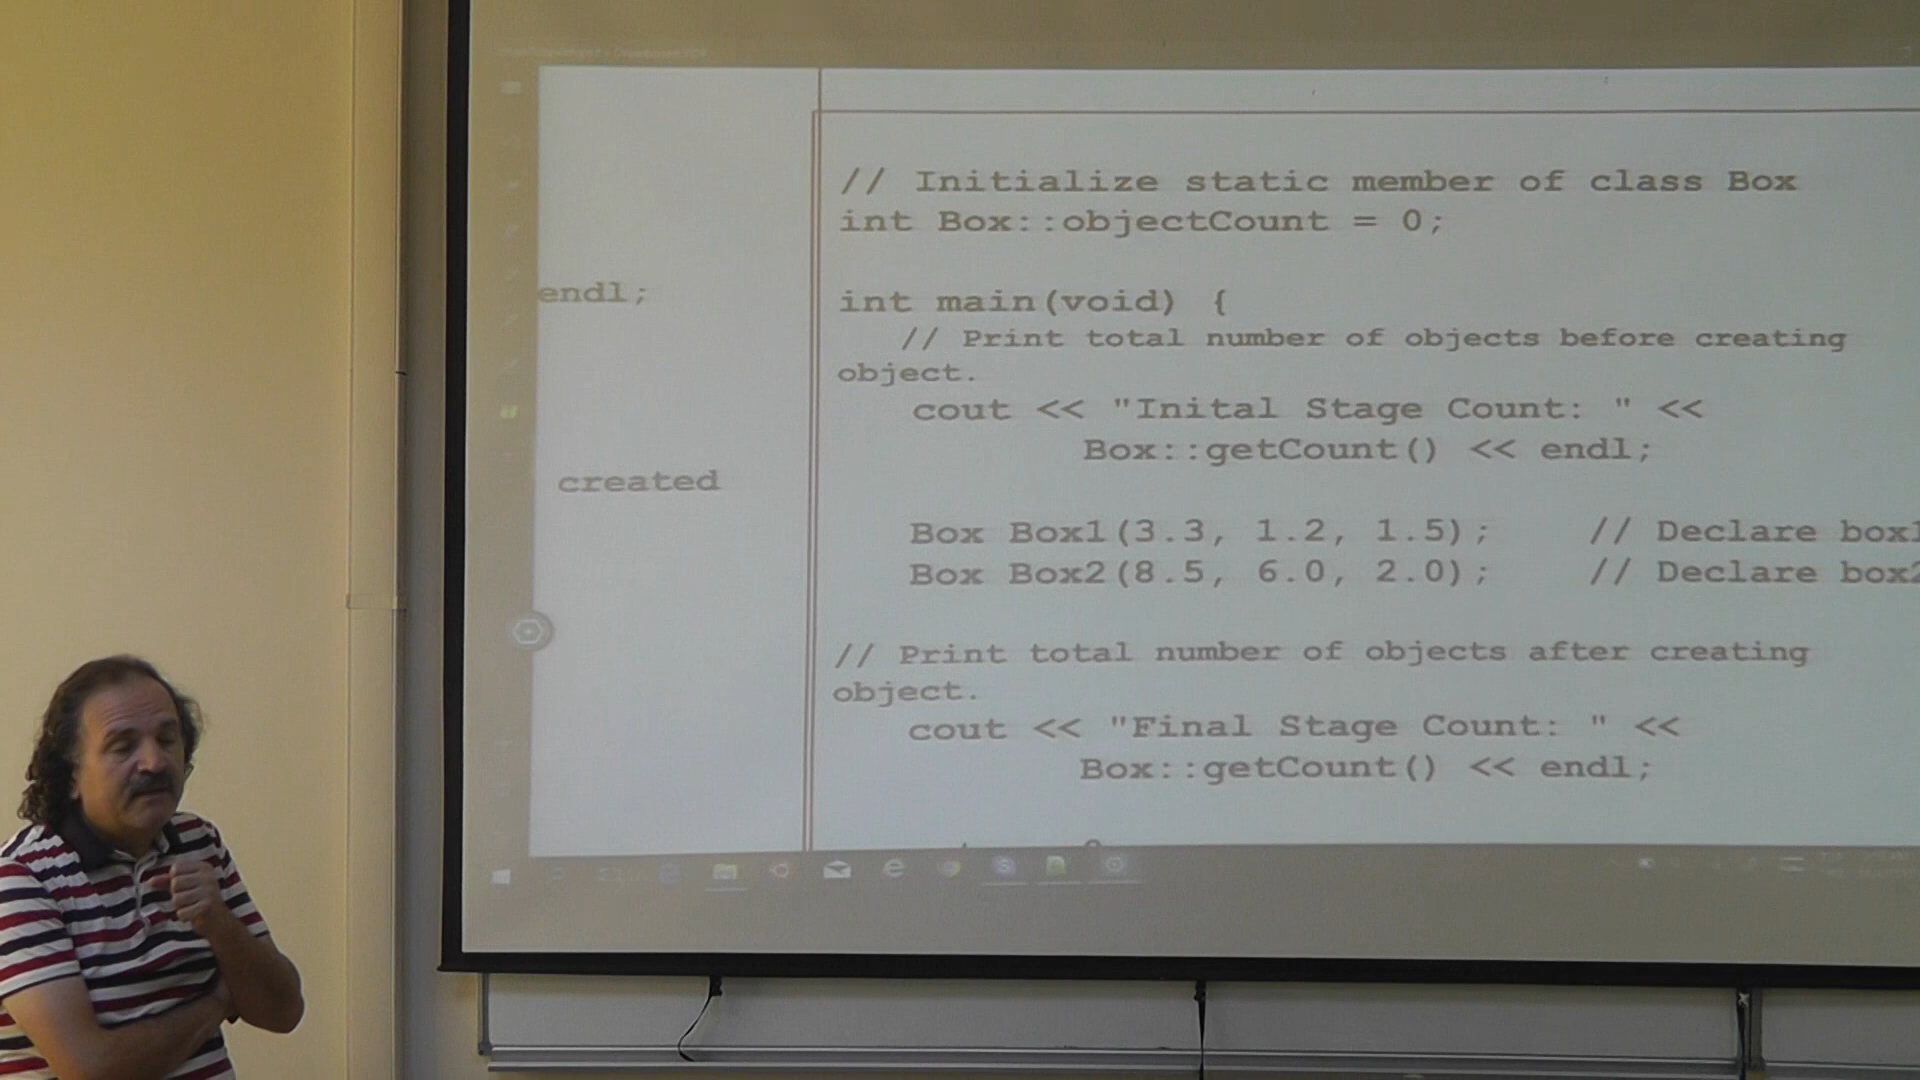 endl;
created
// Initialize static member of class Box
int Box::objectCount = 0;
int main(void) {
// Print total number of objects before creating
object.
cout << "Inital Stage Count: " <<
Box::getCount() << endl;
Box Box1(3.3, 1.2, 1.5); // Declare box1
Box Box2(8.5, 6.0, 2.0); // Declare box2
// Print total number of objects after creating
object.
cout << "Final Stage Count: " <<
Box::getCount() << endl;